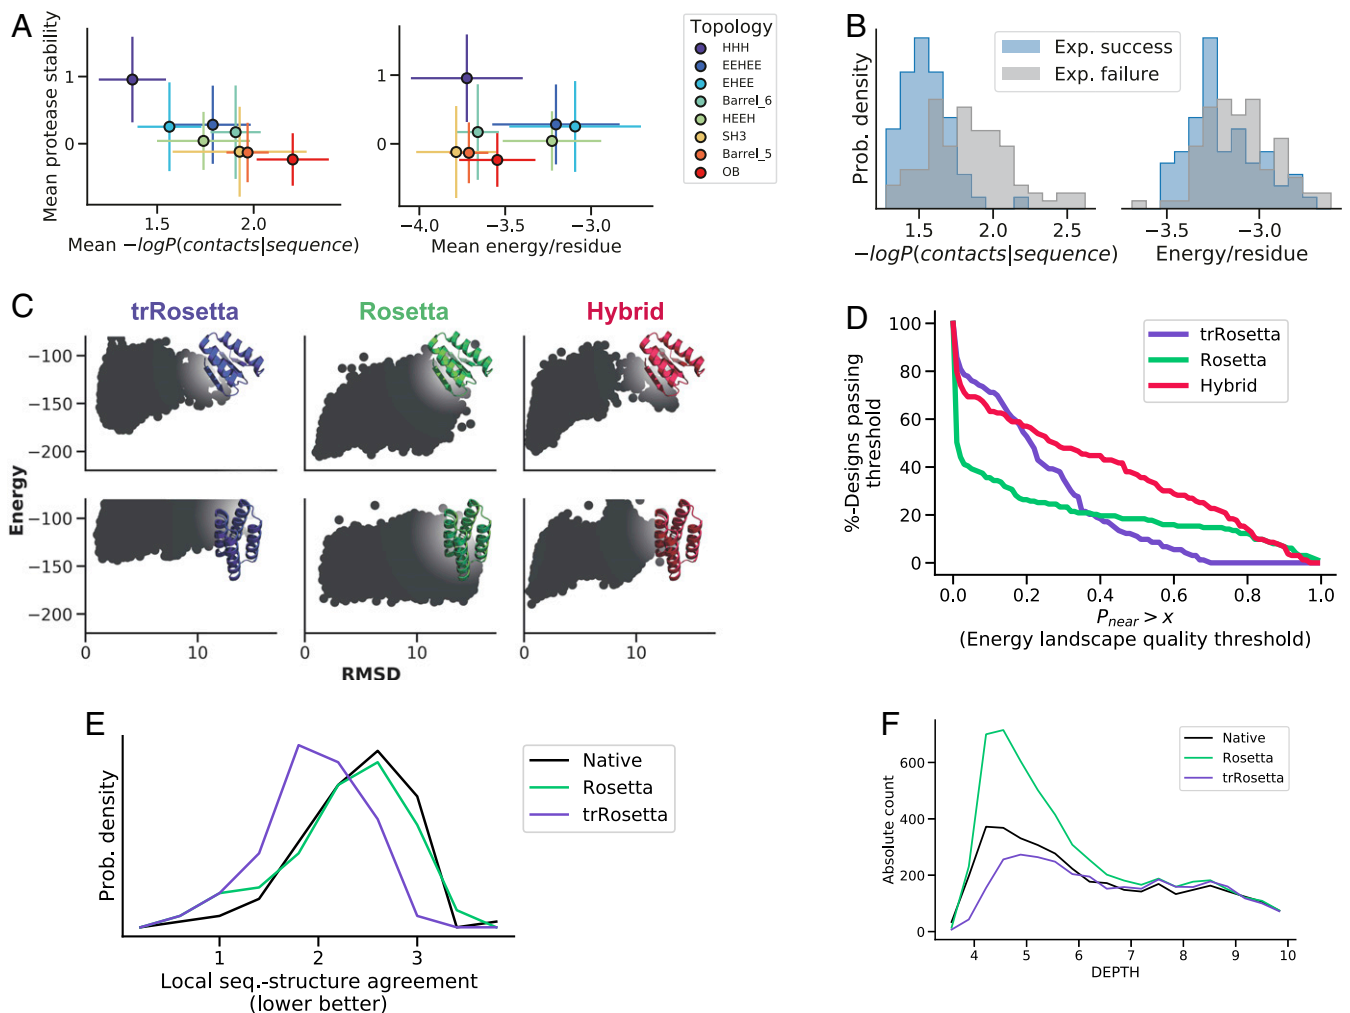 A
Mean protease stability
1
0
1.5
2.0
Mean −logP(contacts|sequence)
−4.0
−3.5
−3.0
1
0
Mean energy/residue
Topology
HHH
EEHEE
EHEE
Barrel_6
HEEH
SH3
Barrel_5
OB
B
Prob. density
Exp. success
Exp. failure
1.5
2.0
2.5
−logP(contacts|sequence)
−3.5
−3.0
Energy/residue
C
trRosetta
Rosetta
Hybrid
Energy
−100
−150
−200
−100
−150
−200
0
10
0
10
0
10
RMSD
D
%-Designs passing
threshold
100
80
60
40
20
0
trRosetta
Rosetta
Hybrid
0.0
0.2
0.4
0.6
0.8
1.0
Pnear > x
(Energy landscape quality threshold)
E
Prob. density
Native
Rosetta
trRosetta
1
2
3
Local seq.-structure agreement
(lower better)
F
Absolute count
600
400
200
0
Native
Rosetta
trRosetta
4
5
6
7
8
9
10
DEPTH